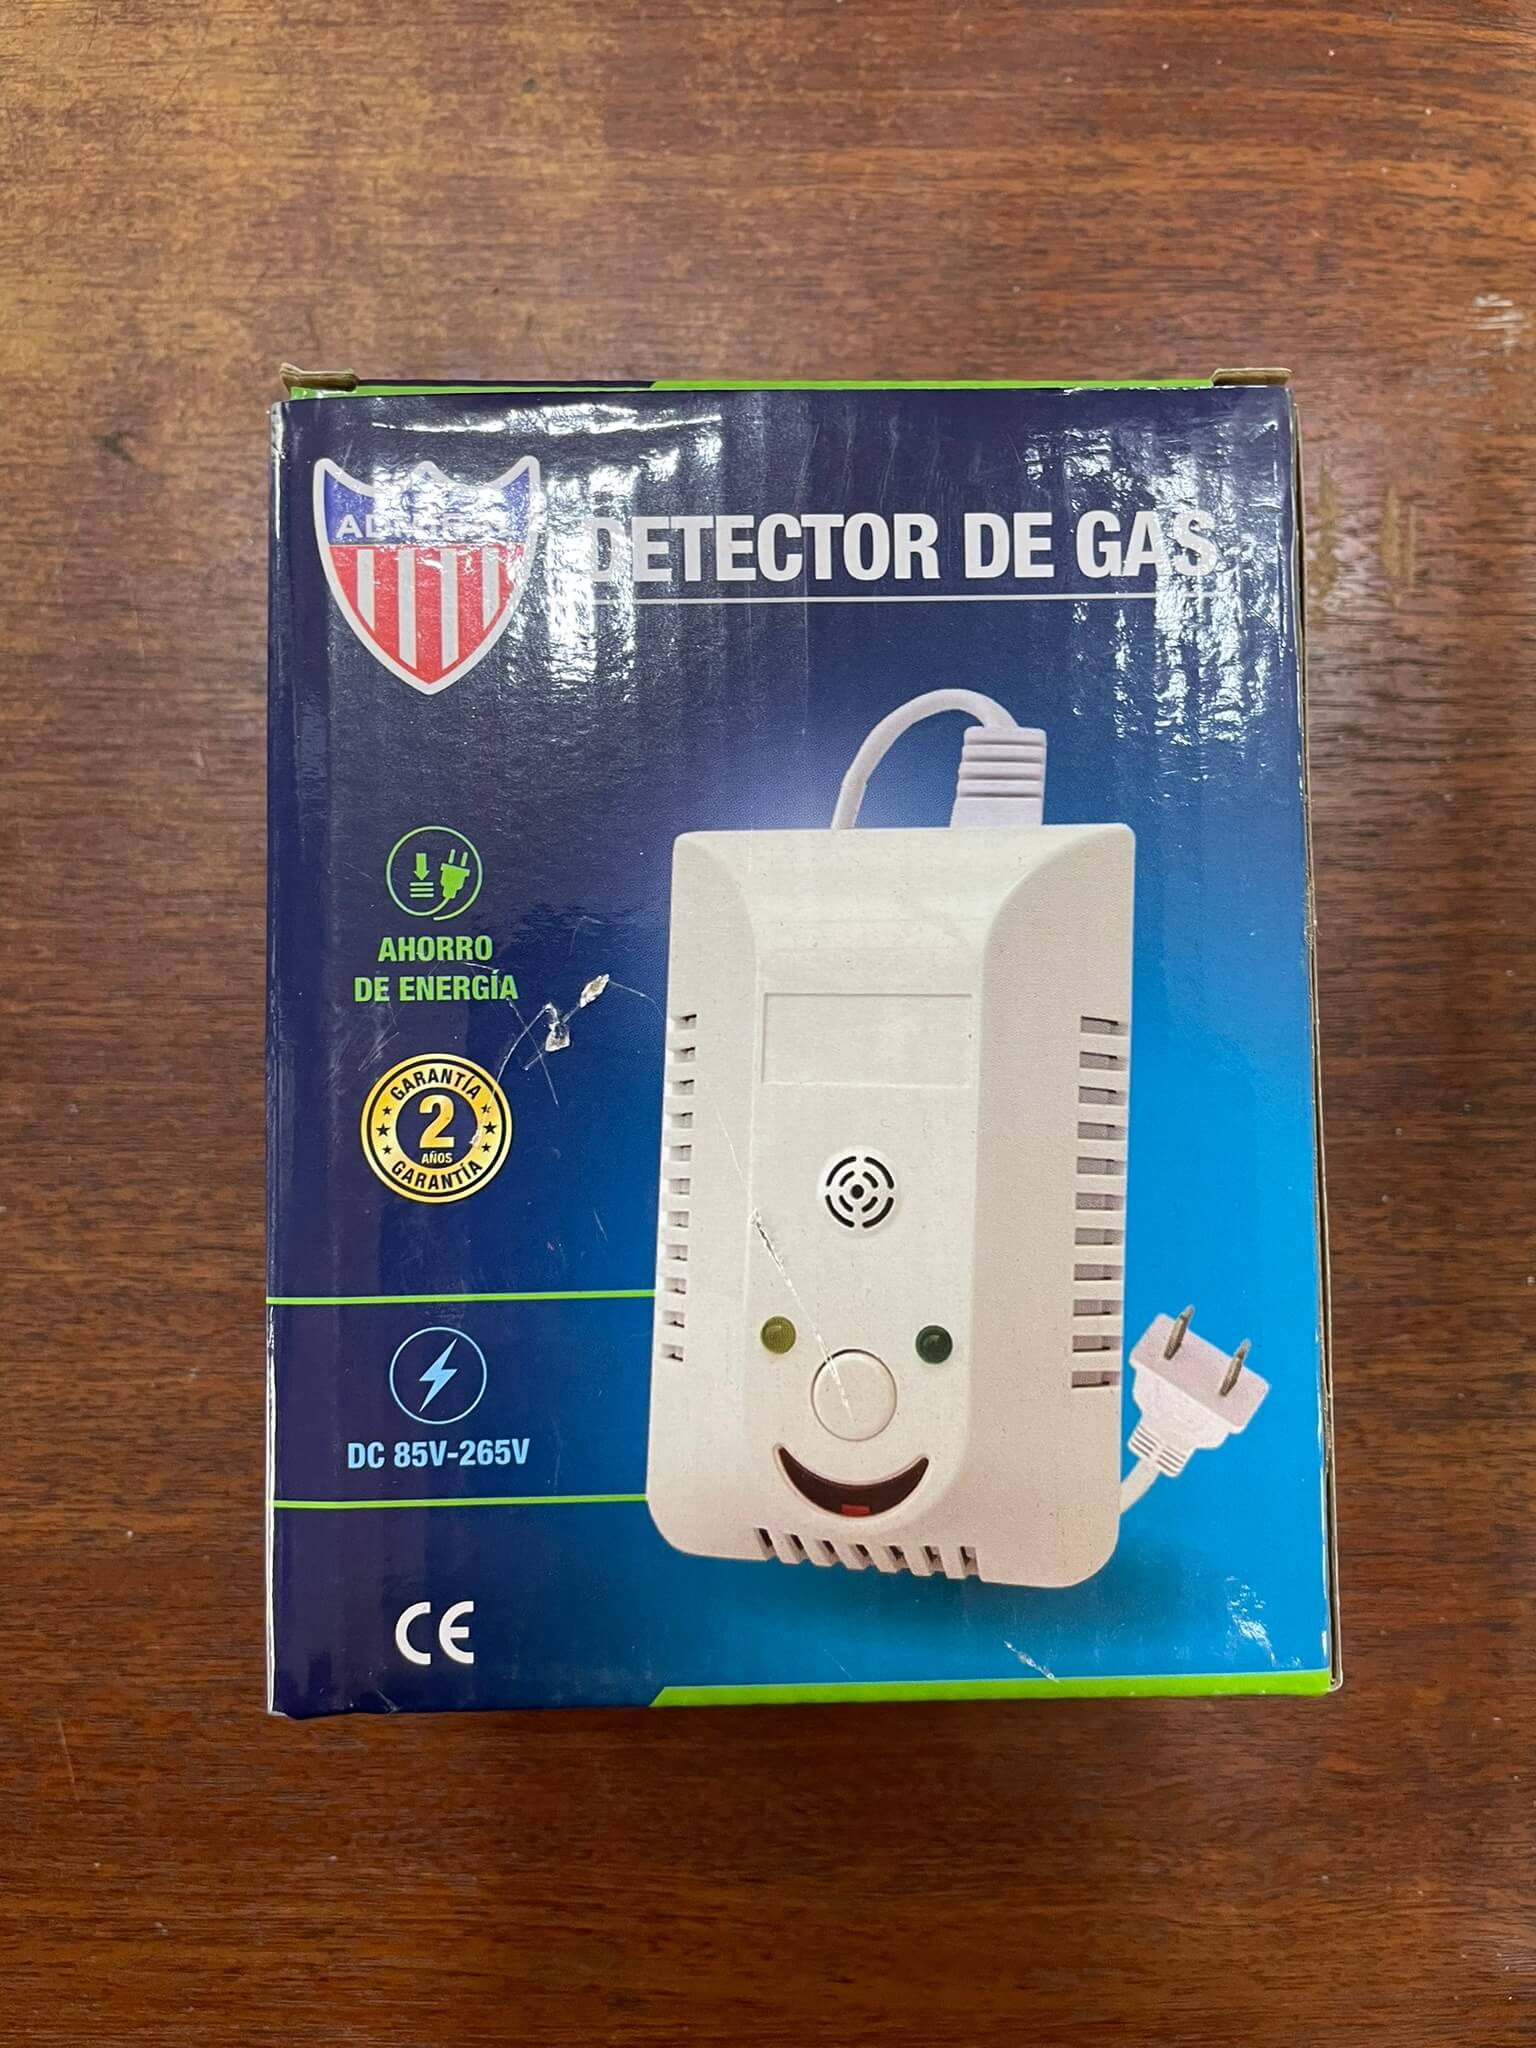 DETECTOR DE GAS
AHORRO
DE ENERGÍA
GARANTÍA
2
AÑOS
GARANTÍA
DC 85V-265V
CE